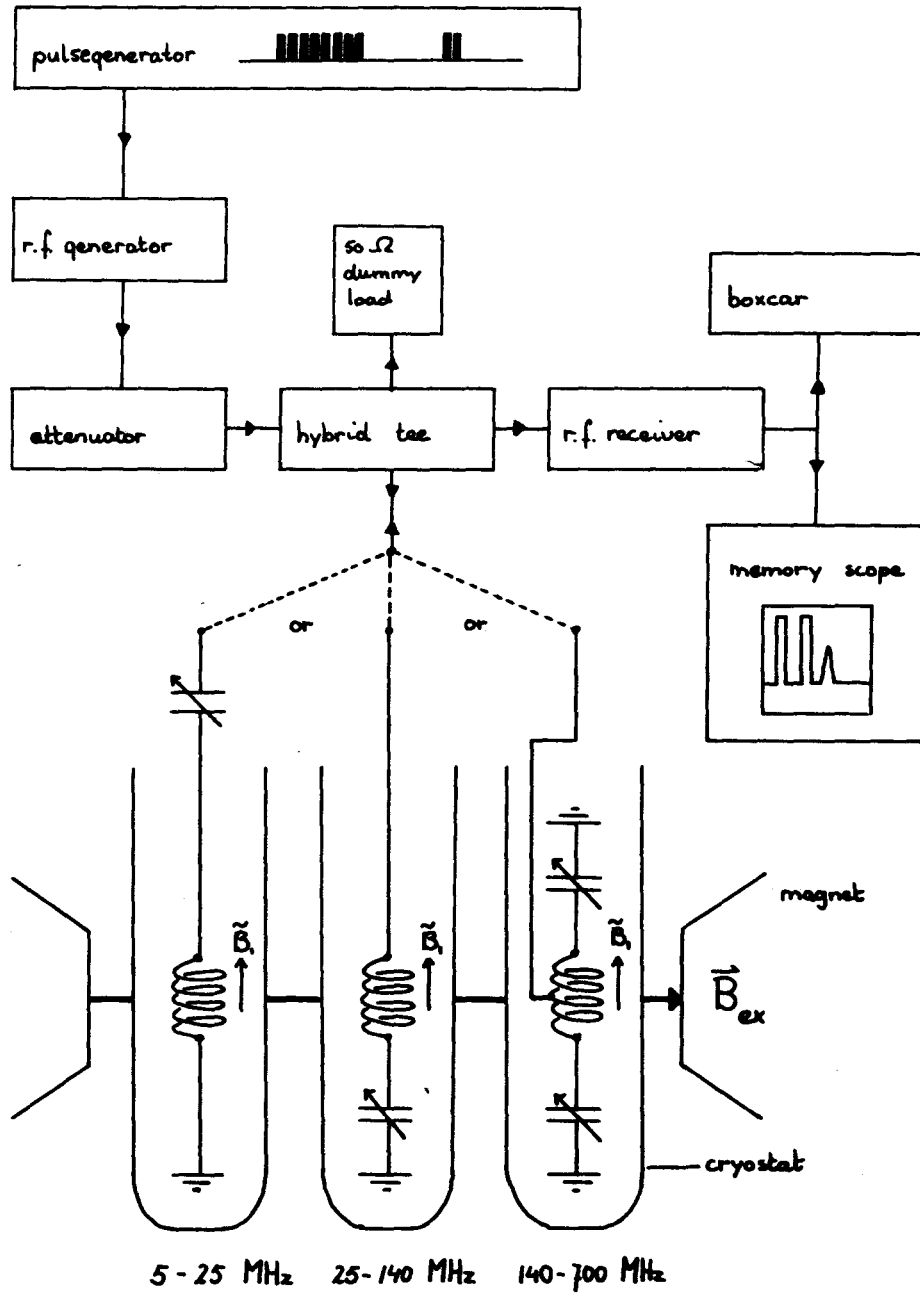 pulsegenerator
r.f. generator
50 Ω
dummy
load
boxcar
attenuator
hybrid tee
r.f. receiver
memory scope
or
or
magnet
B̃₁
B̃₁
B̃₁
B⃗ex
cryostat
5-25 MHz
25-140 MHz
140-700 MHz